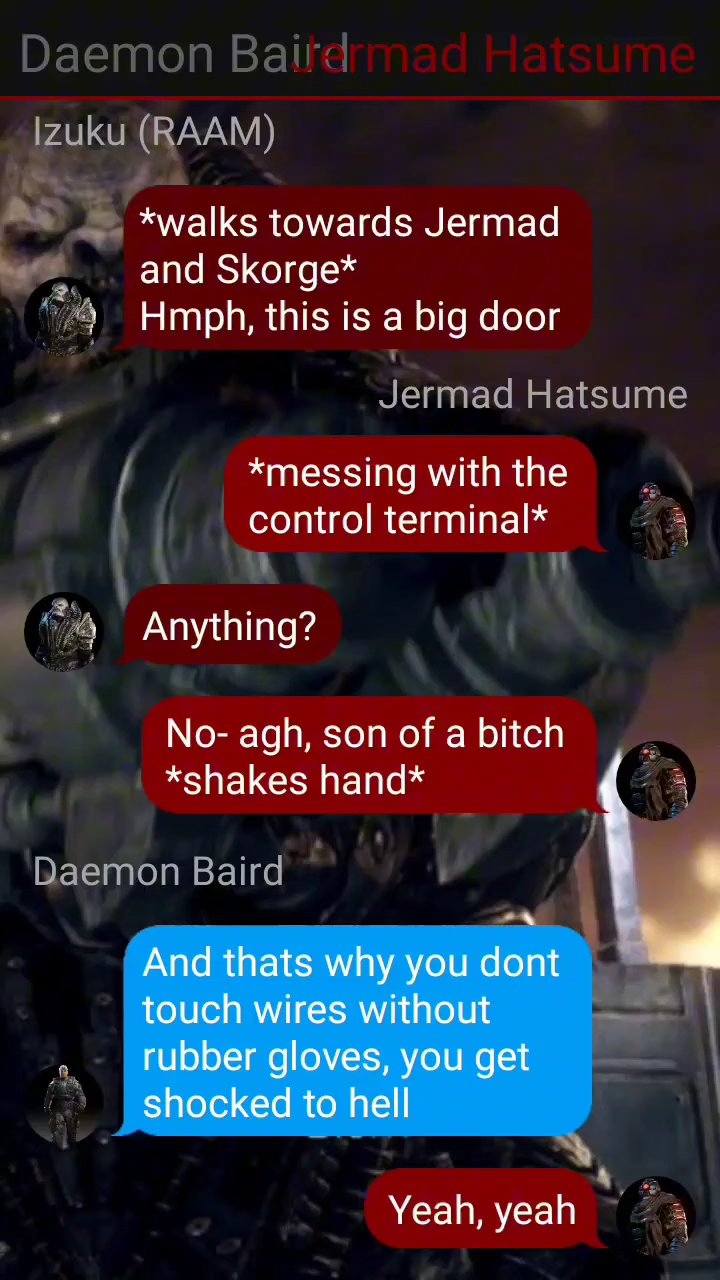 Daemon Baird
Jermad Hatsume
Izuku (RAAM)
*walks towards Jermad
and Skorge*
Hmph, this is a big door
Jermad Hatsume
*messing with the
control terminal*
Anything?
No- agh, son of a bitch
*shakes hand*
Daemon Baird
And thats why you dont
touch wires without
rubber gloves, you get
shocked to hell
Yeah, yeah